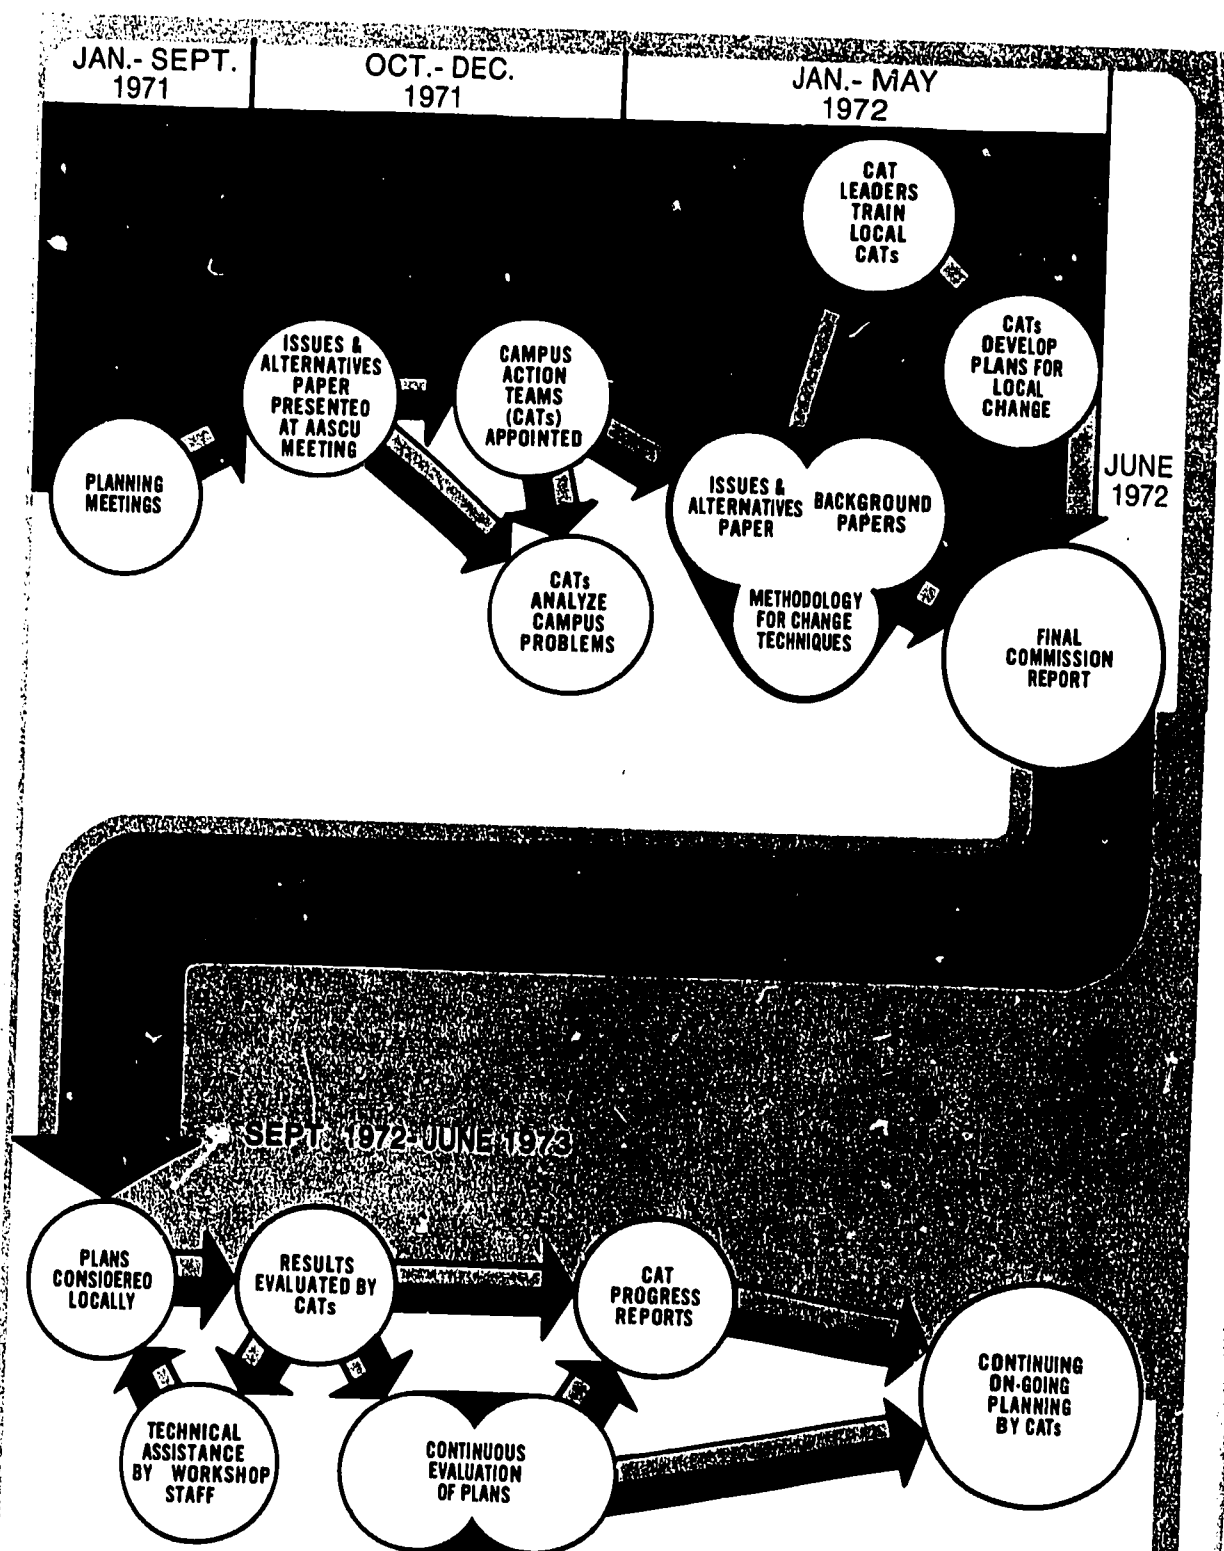 JAN.- SEPT.
1971
OCT.- DEC.
1971
JAN.- MAY
1972
CAT
LEADERS
TRAIN
LOCAL
CATs
CATs
DEVELOP
PLANS FOR
LOCAL
CHANGE
ISSUES &
ALTERNATIVES
PAPER
PRESENTED
AT AASCU
MEETING
CAMPUS
ACTION
TEAMS
(CATs)
APPOINTED
PLANNING
MEETINGS
JUNE
1972
ISSUES &
ALTERNATIVES
PAPER
BACKGROUND
PAPERS
CATs
ANALYZE
CAMPUS
PROBLEMS
METHODOLOGY
FOR CHANGE
TECHNIQUES
FINAL
COMMISSION
REPORT
SEPT. 1972-JUNE 1973
PLANS
CONSIDERED
LOCALLY
RESULTS
EVALUATED BY
CATs
CAT
PROGRESS
REPORTS
CONTINUING
ON-GOING
PLANNING
BY CATs
TECHNICAL
ASSISTANCE
BY WORKSHOP
STAFF
CONTINUOUS
EVALUATION
OF PLANS